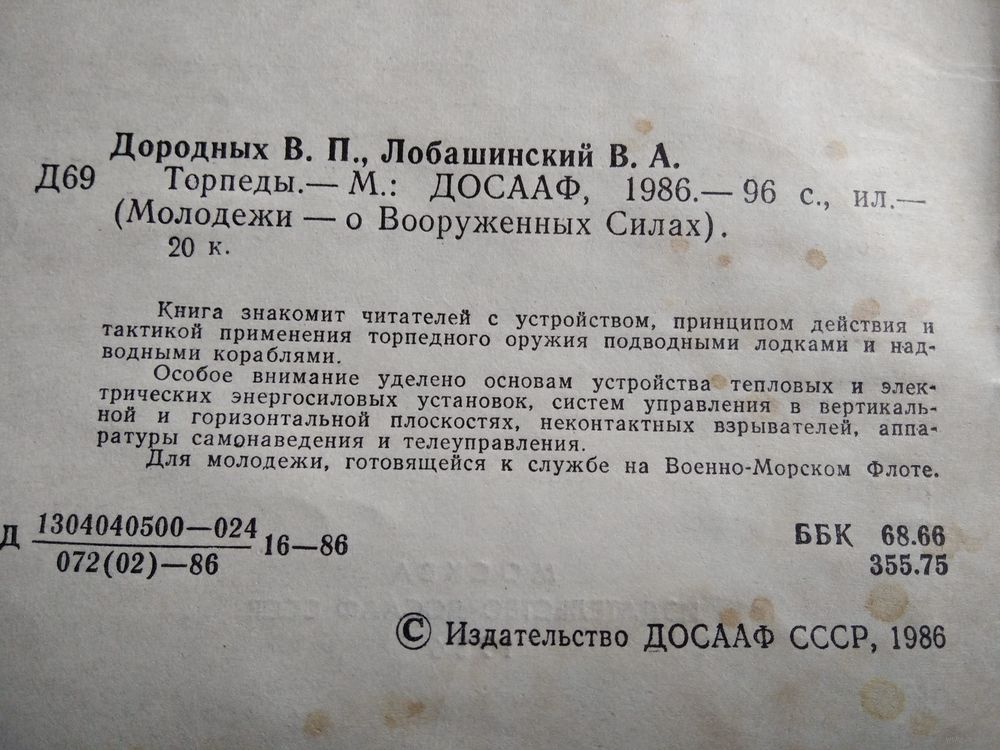 Дородных В. П., Лобашинский В. А.
Д69 Торпеды.— М.: ДОСААФ, 1986.— 96 с., ил.—
(Молодежи — о Вооруженных Силах).
20 к.
Книга знакомит читателей с устройством, принципом действия и
тактикой применения торпедного оружия подводными лодками и над-
водными кораблями.
Особое внимание уделено основам устройства тепловых и элек-
трических энергосиловых установок, систем управления в вертикаль-
ной и горизонтальной плоскостях, неконтактных взрывателей, аппа-
ратуры самонаведения и телеуправления.
Для молодежи, готовящейся к службе на Военно-Морском Флоте.
Д 1304040500—024
072(02)—86
16—86
ББК 68.66
355.75
© Издательство ДОСААФ СССР, 1986